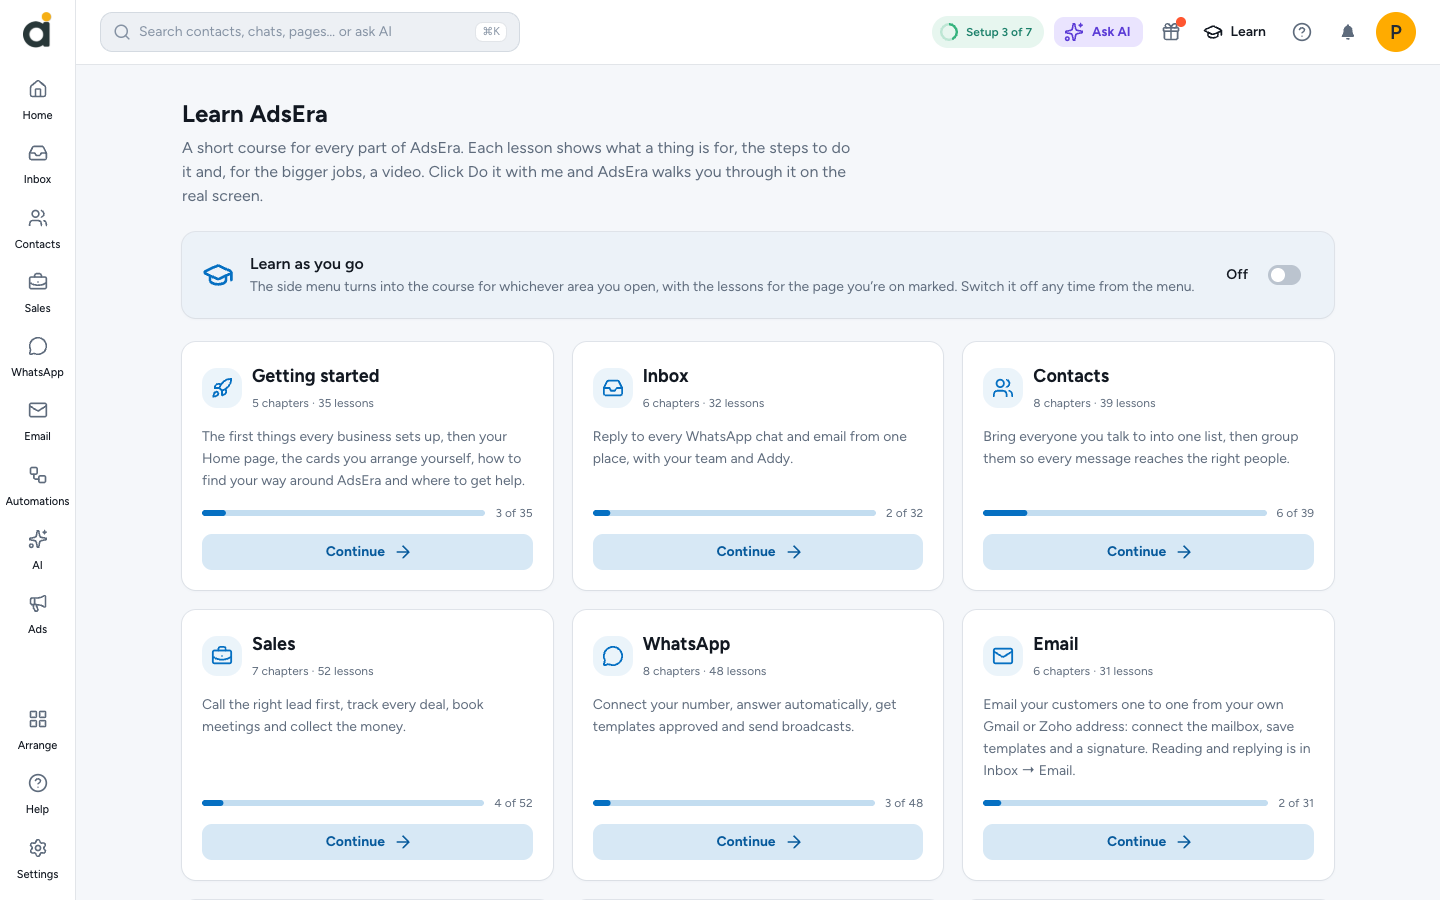 Search contacts, chats, pages... or ask AI
⌘K
Setup 3 of 7
Ask AI
Learn
P
Home
Inbox
Contacts
Sales
WhatsApp
Email
Automations
AI
Ads
Arrange
Help
Settings
Learn AdsEra
A short course for every part of AdsEra. Each lesson shows what a thing is for, the steps to do
it and, for the bigger jobs, a video. Click Do it with me and AdsEra walks you through it on the
real screen.
Learn as you go
The side menu turns into the course for whichever area you open, with the lessons for the page you're on marked. Switch it off any time from the menu.
Off
Getting started
5 chapters · 35 lessons
The first things every business sets up, then your
Home page, the cards you arrange yourself, how to
find your way around AdsEra and where to get help.
3 of 35
Continue →
Inbox
6 chapters · 32 lessons
Reply to every WhatsApp chat and email from one
place, with your team and Addy.
2 of 32
Continue →
Contacts
8 chapters · 39 lessons
Bring everyone you talk to into one list, then group
them so every message reaches the right people.
6 of 39
Continue →
Sales
7 chapters · 52 lessons
Call the right lead first, track every deal, book
meetings and collect the money.
4 of 52
Continue →
WhatsApp
8 chapters · 48 lessons
Connect your number, answer automatically, get
templates approved and send broadcasts.
3 of 48
Continue →
Email
6 chapters · 31 lessons
Email your customers one to one from your own
Gmail or Zoho address: connect the mailbox, save
templates and a signature. Reading and replying is in
Inbox → Email.
2 of 31
Continue →